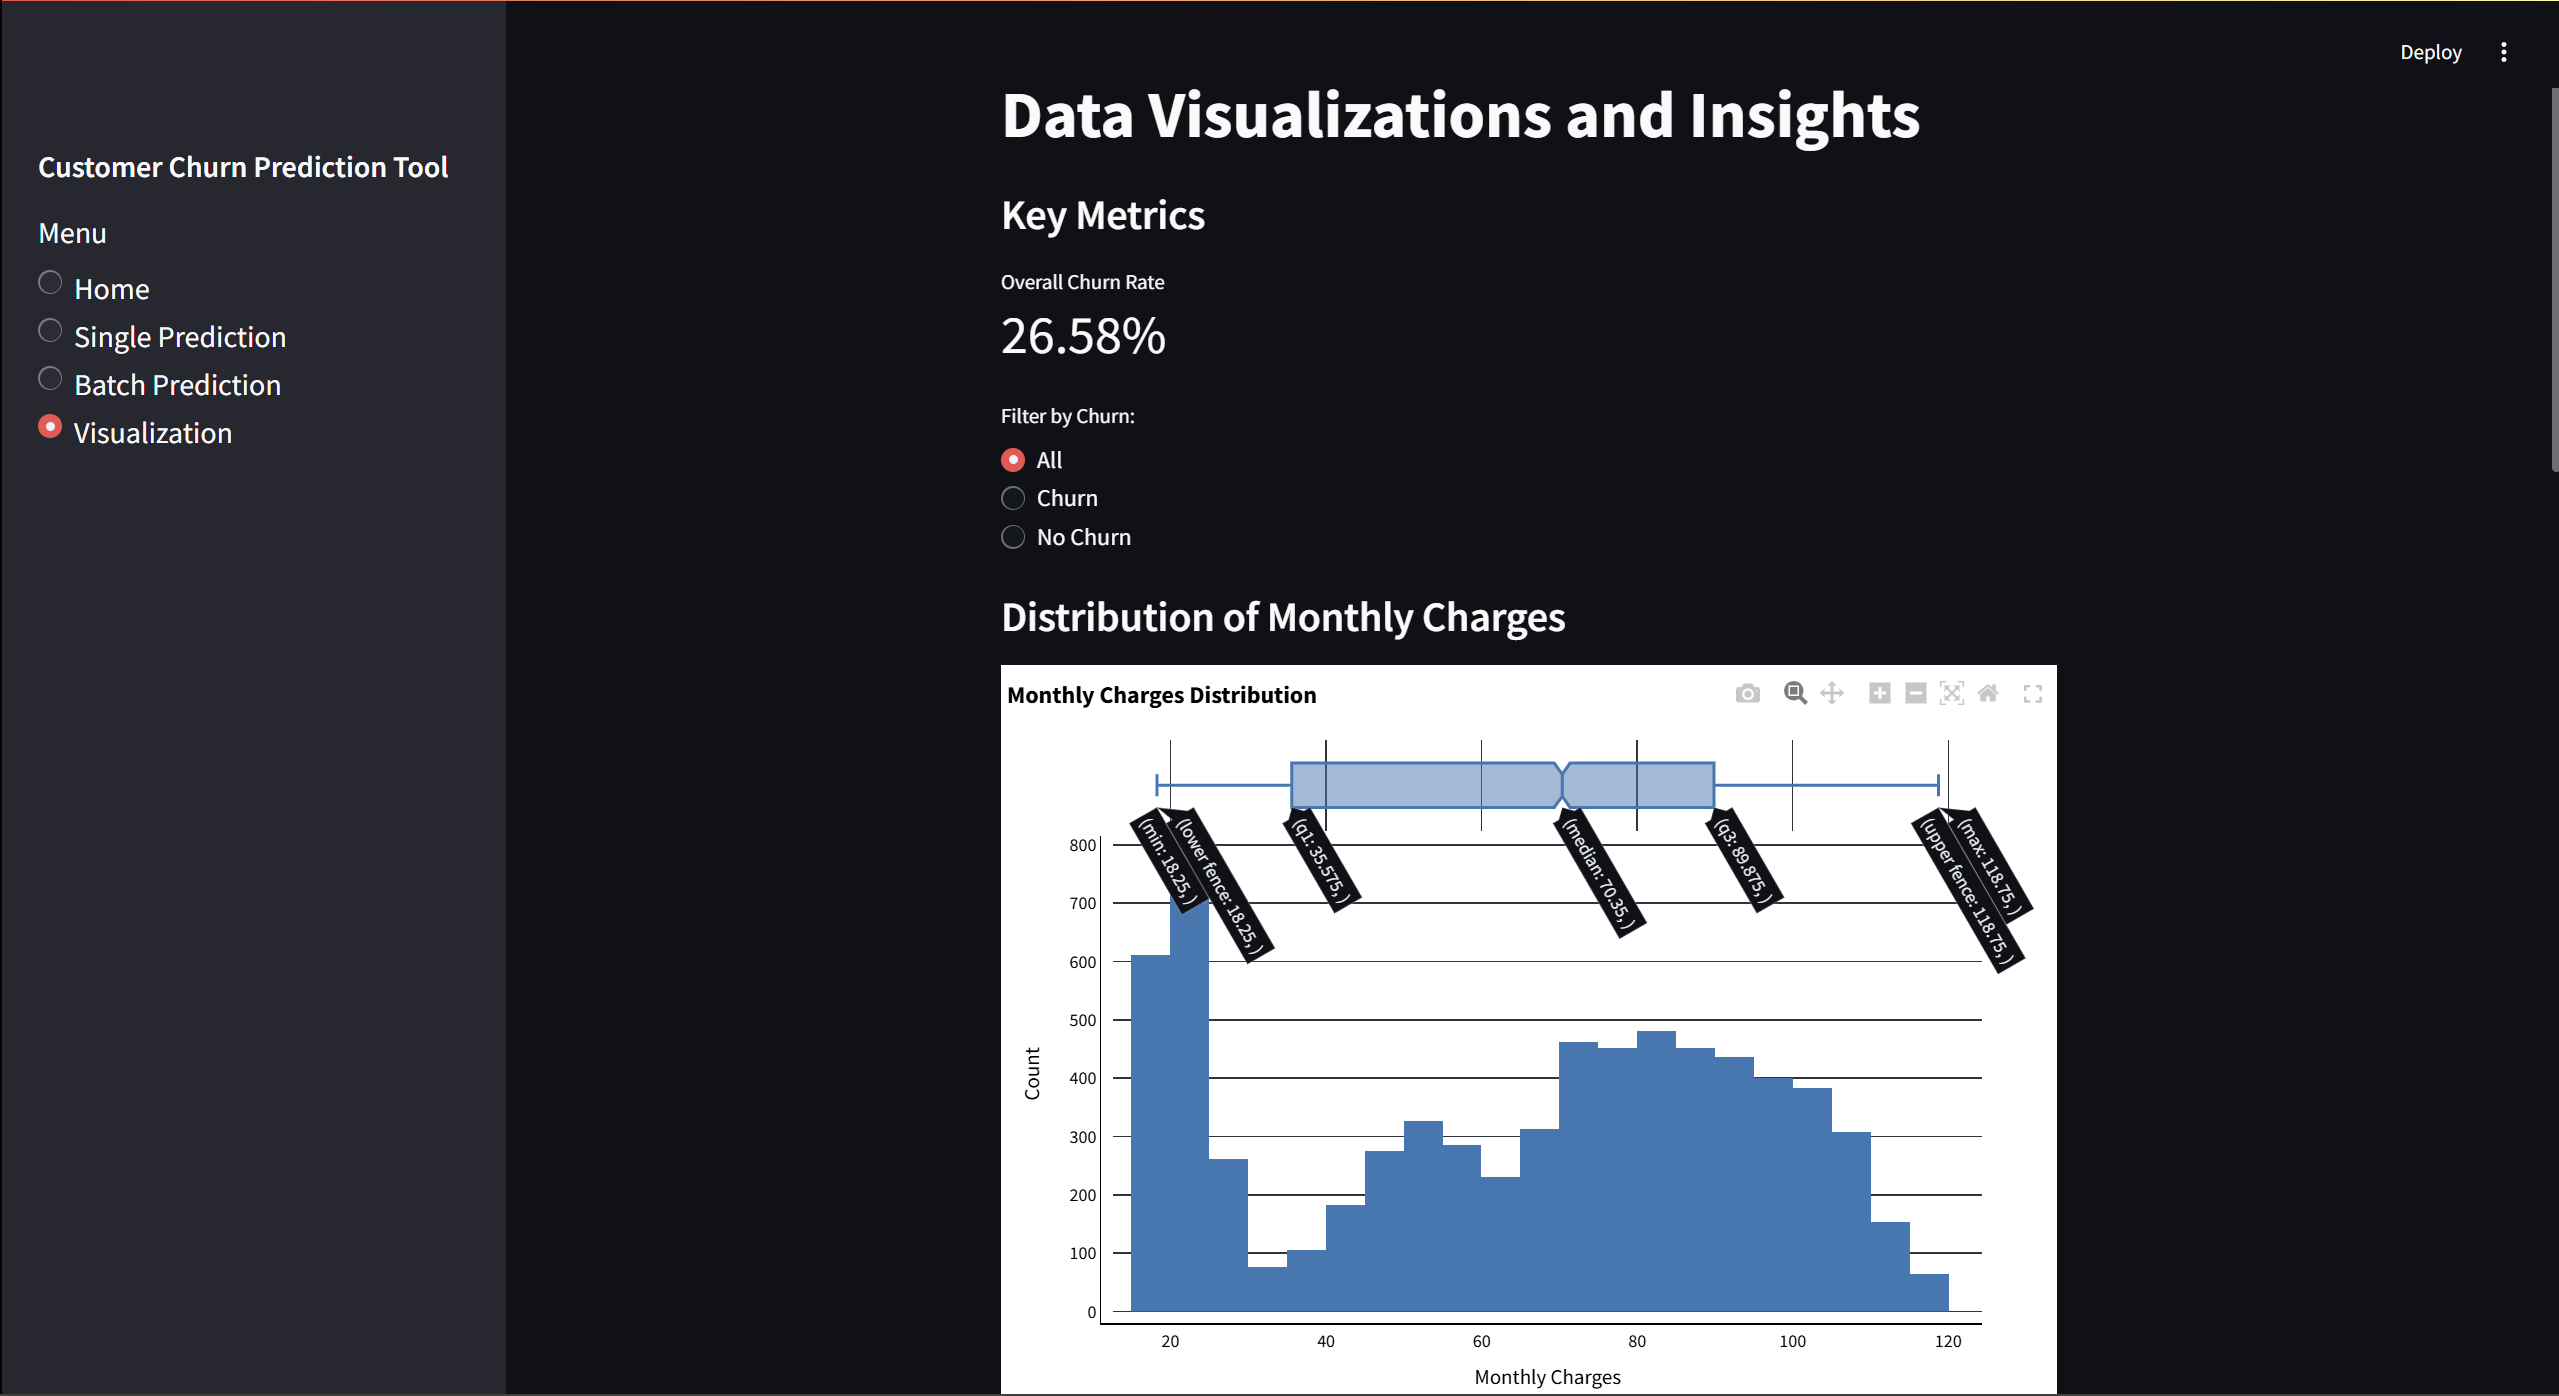 Deploy
Customer Churn Prediction Tool
Menu
Home
Single Prediction
Batch Prediction
Visualization
Data Visualizations and Insights
Key Metrics
Overall Churn Rate
26.58%
Filter by Churn:
All
Churn
No Churn
Distribution of Monthly Charges
Monthly Charges Distribution
(min: 18.25, )
(lower fence: 18.25, )
(q1: 35.575, )
(median: 70.35, )
(q3: 89.875, )
(upper fence: 118.75, )
(max: 118.75, )
800
700
600
500
400
300
200
100
0
Count
20 40 60 80 100 120
Monthly Charges